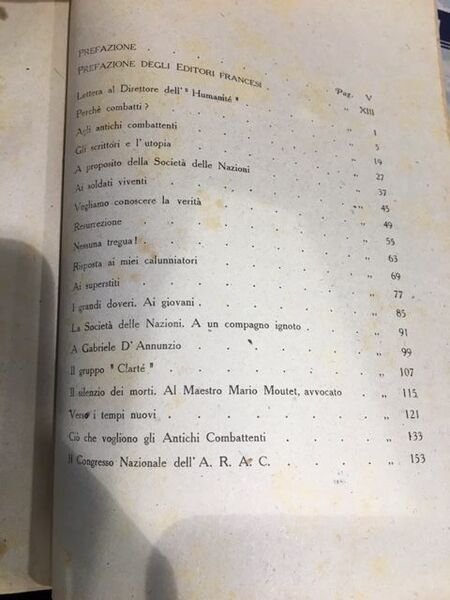 PREFAZIONE . . . . . . . Pag. V
PREFAZIONE DEGLI EDITORI FRANCESI . . . " XIII
Lettera al Direttore dell' " Humanité " . . . " 1
Perchè combatti ? . . . . . . " 5
Agli antichi combattenti . . . . . " 19
Gli scrittori e l' utopia . . . . . " 27
A proposito della Società delle Nazioni . . . " 37
Ai soldati viventi . . . . . . " 45
Vogliamo conoscere la verità . . . . " 49
Resurrezione . . . . . . . " 55
Nessuna tregua ! . . . . . . " 63
Risposta ai miei calunniatori . . . . " 69
Ai superstiti . . . . . . . " 77
I grandi doveri. Ai giovani . . . . . " 85
La Società delle Nazioni. A un compagno ignoto . . " 91
A Gabriele D' Annunzio . . . . . " 99
Il gruppo " Clarté " . . . . . . " 107
Il silenzio dei morti. Al Maestro Mario Moutet, avvocato . " 115
Verso i tempi nuovi . . . . . . " 121
Ciò che vogliono gli Antichi Combattenti . . . " 133
Il Congresso Nazionale dell' A. R. A. C. . . . " 153